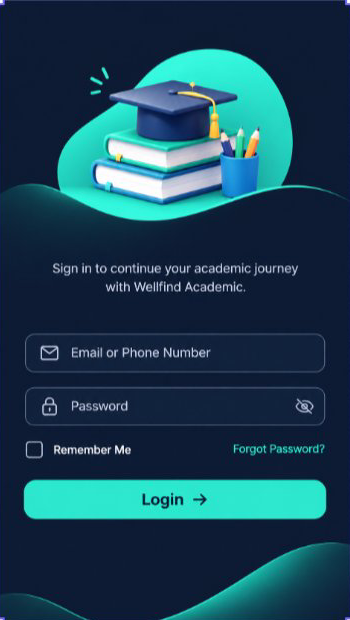 Sign in to continue your academic journey
with Wellfind Academic.
Email or Phone Number
Password
Remember Me
Forgot Password?
Login →